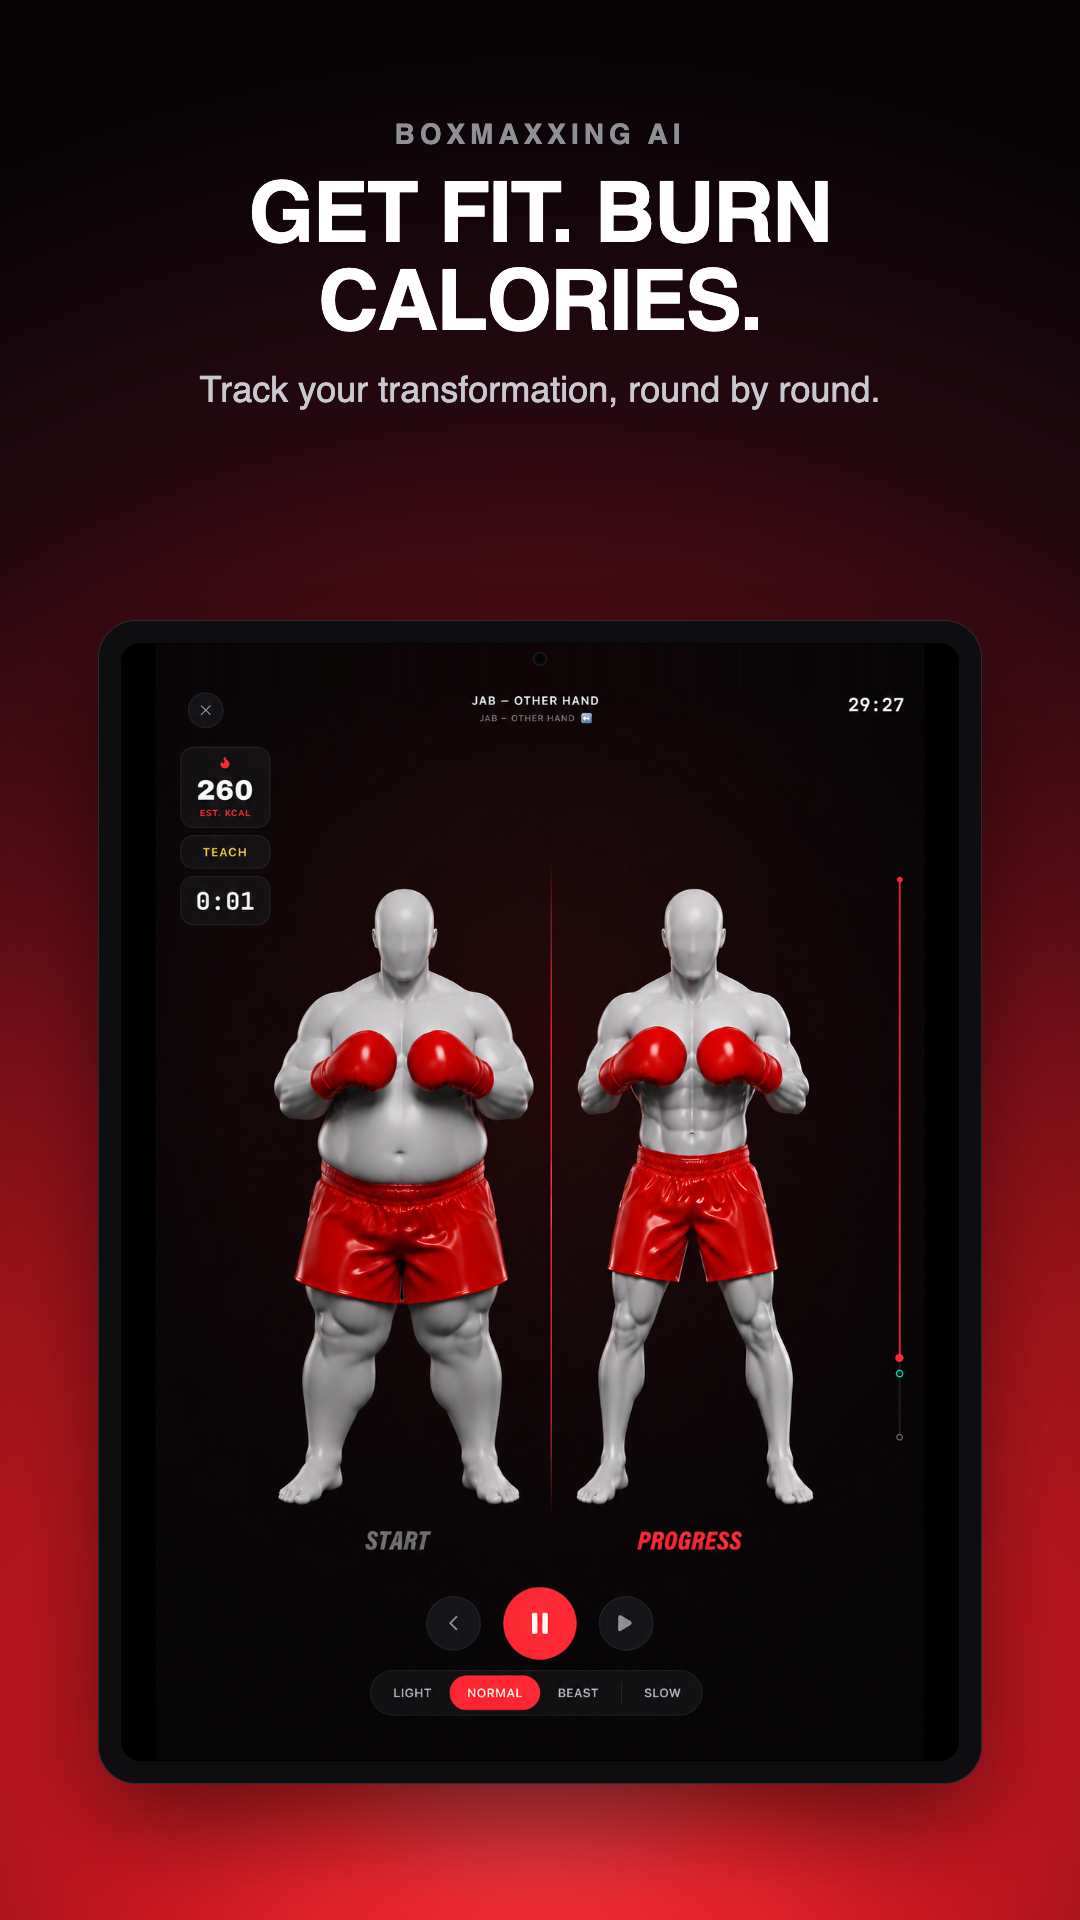 BOXMAXXING AI
GET FIT. BURN
CALORIES.
Track your transformation, round by round.
JAB – OTHER HAND
JAB – OTHER HAND ↔️
29:27
260
EST. KCAL
TEACH
0:01
START
PROGRESS
LIGHT NORMAL BEAST SLOW